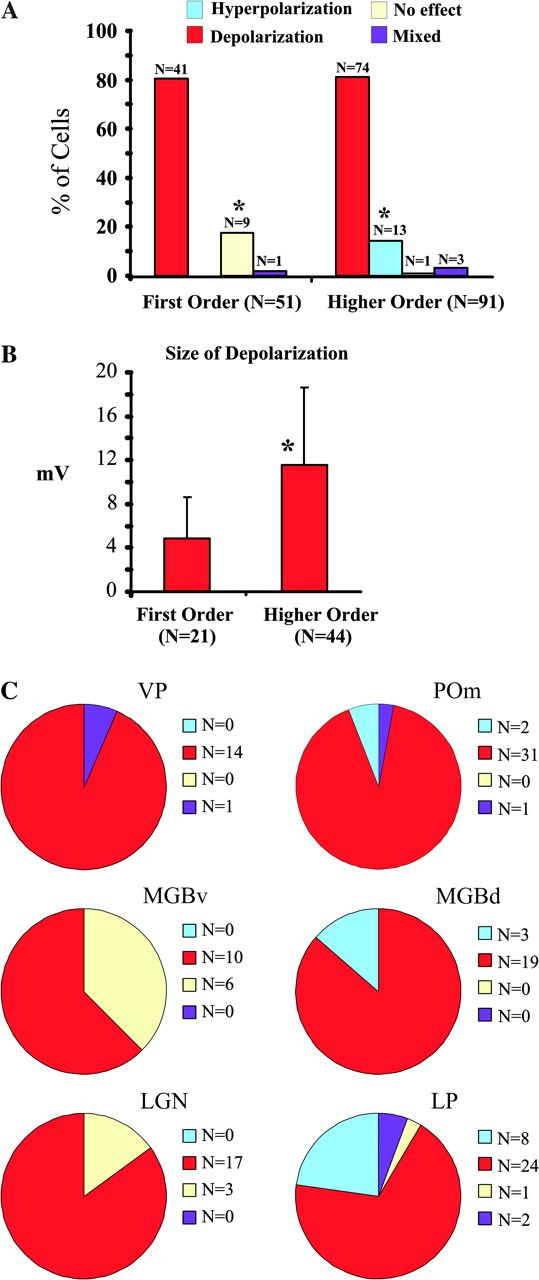 A
Hyperpolarization No effect
Depolarization Mixed
100
80
60
40
20
0
% of Cells
N=41
*
N=9
N=1
N=74
*
N=13
N=1
N=3
First Order (N=51) Higher Order (N=91)
B
Size of Depolarization
20
16
12
8
4
0
mV
*
First Order Higher Order
(N=21) (N=44)
C
VP
N=0
N=14
N=0
N=1
POm
N=2
N=31
N=0
N=1
MGBv
N=0
N=10
N=6
N=0
MGBd
N=3
N=19
N=0
N=0
LGN
N=0
N=17
N=3
N=0
LP
N=8
N=24
N=1
N=2